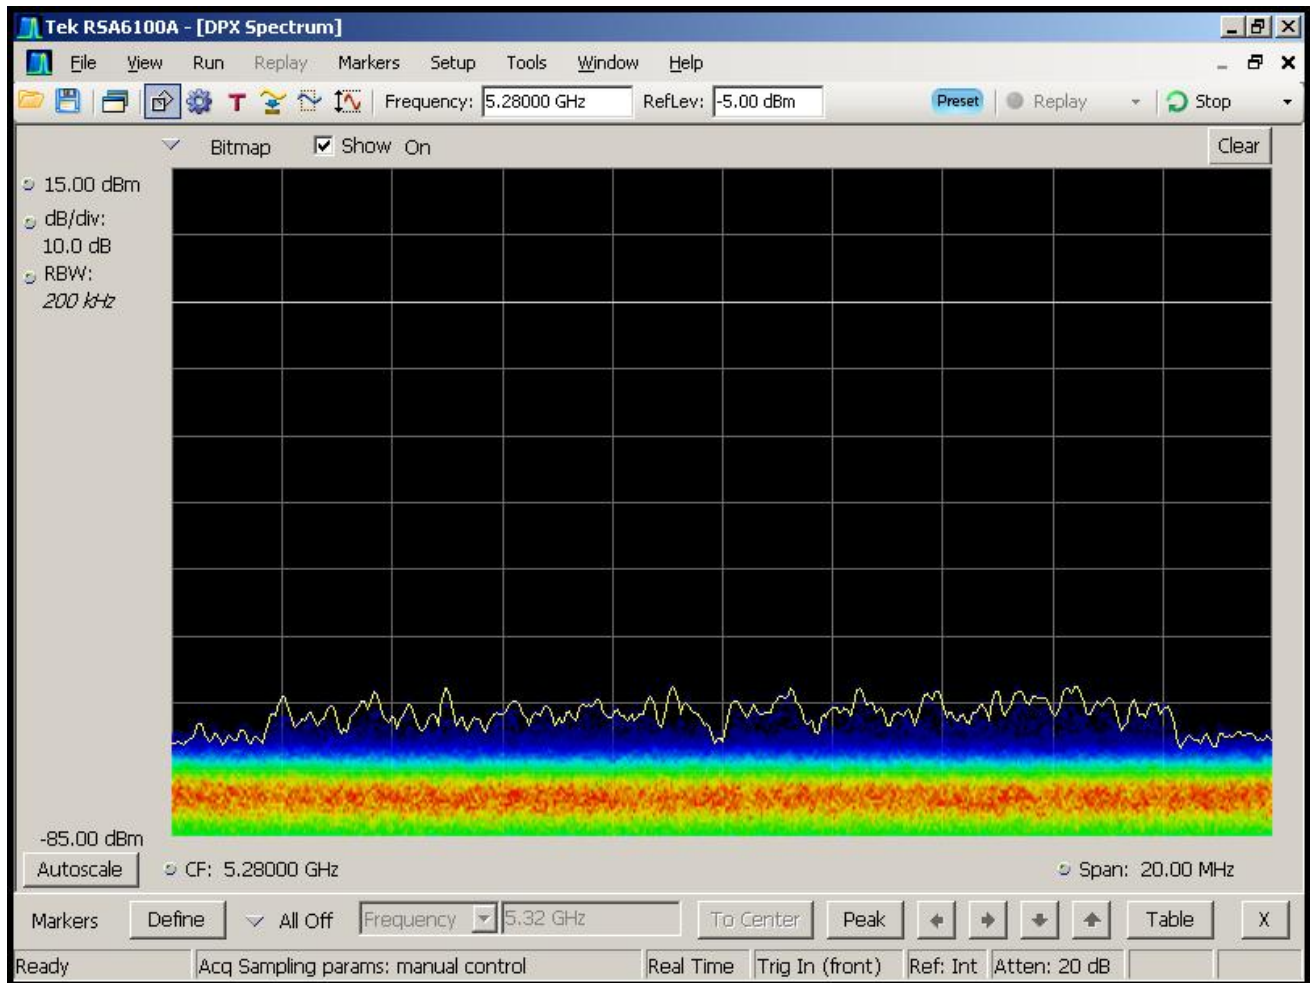 Tek RSA6100A - [DPX Spectrum]
File View Run Replay Markers Setup Tools Window Help
T Frequency: 5.28000 GHz RefLev: -5.00 dBm Preset Replay Stop
Bitmap Show On Clear
15.00 dBm
dB/div:
10.0 dB
RBW:
200 kHz
-85.00 dBm
Autoscale CF: 5.28000 GHz Span: 20.00 MHz
Markers Define All Off Frequency 5.32 GHz To Center Peak Table X
Ready Acq Sampling params: manual control Real Time Trig In (front) Ref: Int Atten: 20 dB